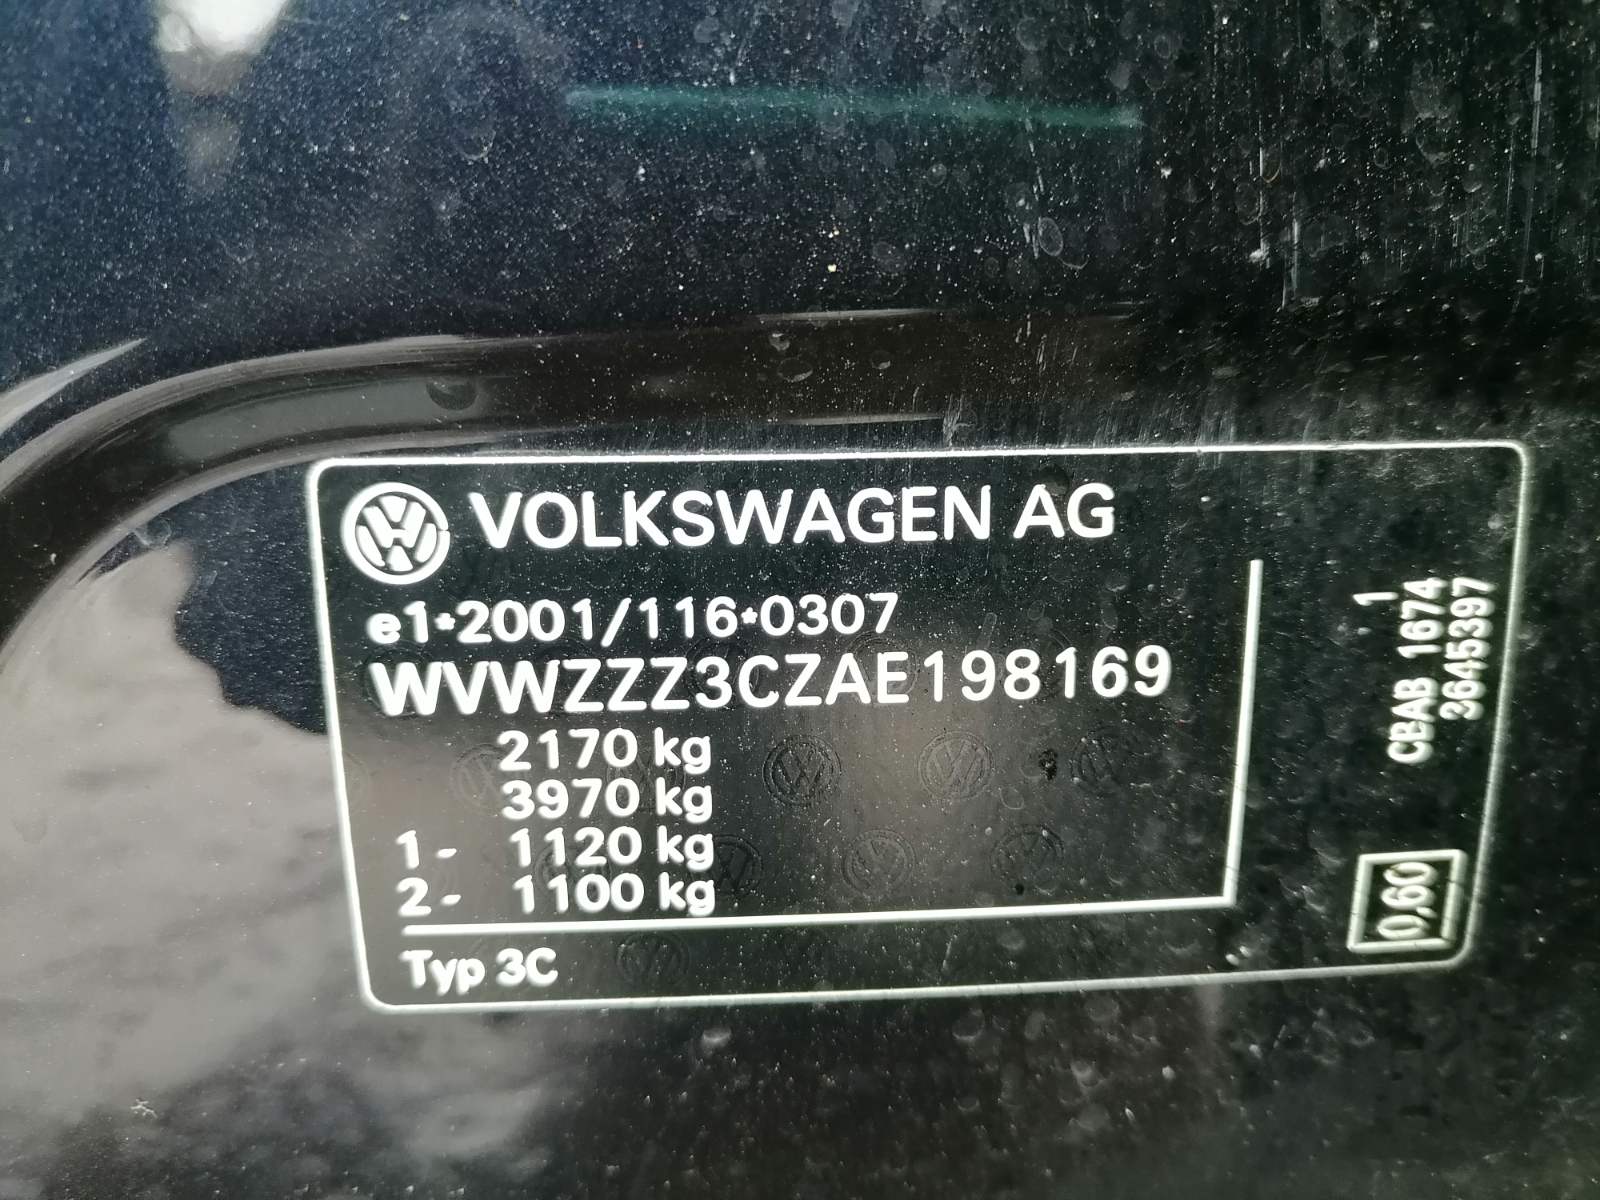 VOLKSWAGEN AG
e1*2001/116*0307
WVWZZZ3CZAE198169
2170 kg
3970 kg
1- 1120 kg
2- 1100 kg
Typ 3C
1
CBAB 1674
3645397
0,60